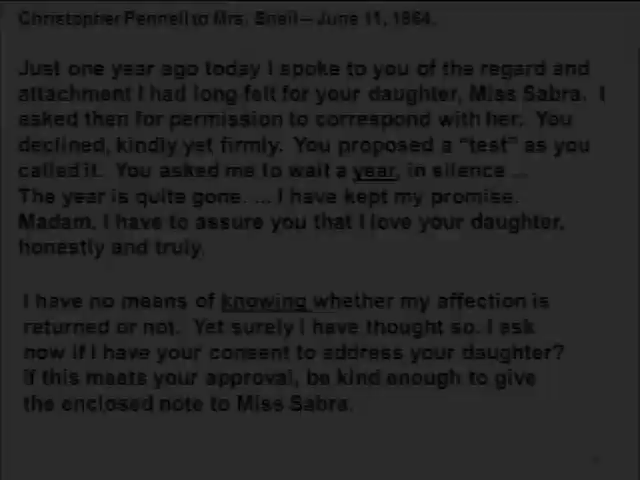 Christopher Pennell to Mrs. Snell – June 11, 1864.
Just one year ago today I spoke to you of the regard and
attachment I had long felt for your daughter, Miss Sabra. I
asked then for permission to correspond with her. You
declined, kindly yet firmly. You proposed a "test" as you
called it. You asked me to wait a year, in silence ...
The year is quite gone. ... I have kept my promise.
Madam, I have to assure you that I love your daughter,
honestly and truly.
I have no means of knowing whether my affection is
returned or not. Yet surely I have thought so. I ask
now if I have your consent to address your daughter?
If this meets your approval, be kind enough to give
the enclosed note to Miss Sabra.